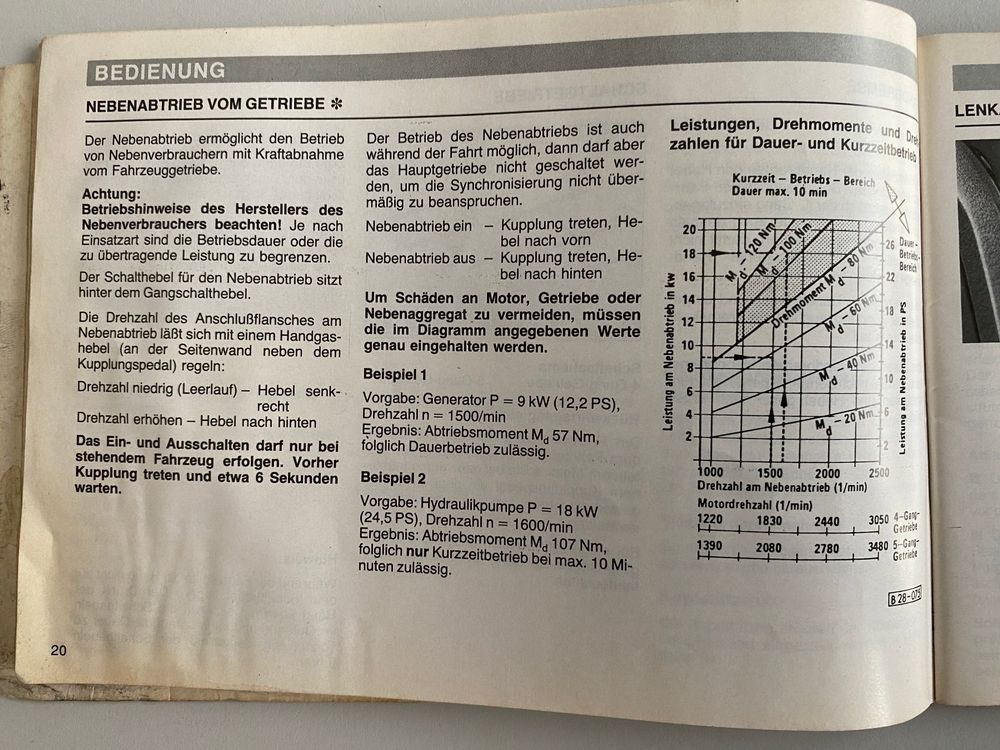 BEDIENUNG
NEBENABTRIEB VOM GETRIEBE ✻
Der Nebenabtrieb ermöglicht den Betrieb
von Nebenverbrauchern mit Kraftabnahme
vom Fahrzeuggetriebe.
Achtung:
Betriebshinweise des Herstellers des
Nebenverbrauchers beachten! Je nach
Einsatzart sind die Betriebsdauer oder die
zu übertragende Leistung zu begrenzen.
Der Schalthebel für den Nebenabtrieb sitzt
hinter dem Gangschalthebel.
Die Drehzahl des Anschlußflansches am
Nebenabtrieb läßt sich mit einem Handgas-
hebel (an der Seitenwand neben dem
Kupplungspedal) regeln:
Drehzahl niedrig (Leerlauf) – Hebel senk-
recht
Drehzahl erhöhen – Hebel nach hinten
Das Ein- und Ausschalten darf nur bei
stehendem Fahrzeug erfolgen. Vorher
Kupplung treten und etwa 6 Sekunden
warten.
20
Der Betrieb des Nebenabtriebs ist auch
während der Fahrt möglich, dann darf aber
das Hauptgetriebe nicht geschaltet wer-
den, um die Synchronisierung nicht über-
mäßig zu beanspruchen.
Nebenabtrieb ein – Kupplung treten, He-
bel nach vorn
Nebenabtrieb aus – Kupplung treten, He-
bel nach hinten
Um Schäden an Motor, Getriebe oder
Nebenaggregat zu vermeiden, müssen
die im Diagramm angegebenen Werte
genau eingehalten werden.
Beispiel 1
Vorgabe: Generator P = 9 kW (12,2 PS),
Drehzahl n = 1500/min
Ergebnis: Abtriebsmoment Md 57 Nm,
folglich Dauerbetrieb zulässig.
Beispiel 2
Vorgabe: Hydraulikpumpe P = 18 kW
(24,5 PS), Drehzahl n = 1600/min
Ergebnis: Abtriebsmoment Md 107 Nm,
folglich nur Kurzzeitbetrieb bei max. 10 Mi-
nuten zulässig.
Leistungen, Drehmomente und Dreh
zahlen für Dauer- und Kurzzeitbetrieb
Kurzzeit – Betriebs – Bereich
Dauer max. 10 min
Dauer–
Betriebs–
Bereich
Leistung am Nebenabtrieb in kw
20
18
16
14
12
10
8
6
4
2
Md – 120 Nm
Md – 100 Nm
Drehmoment Md – 80 Nm
Md – 60 Nm
Md – 40 Nm
Md – 20 Nm
26
22
18
14
10
6
2
Leistung am Nebenabtrieb in PS
1000 1500 2000 2500
Drehzahl am Nebenabtrieb (1/min)
Motordrehzahl (1/min)
1220 1830 2440 3050 4–Gang-
Getriebe
1390 2080 2780 3480 5–Gang-
Getriebe
B 28-075
LENK